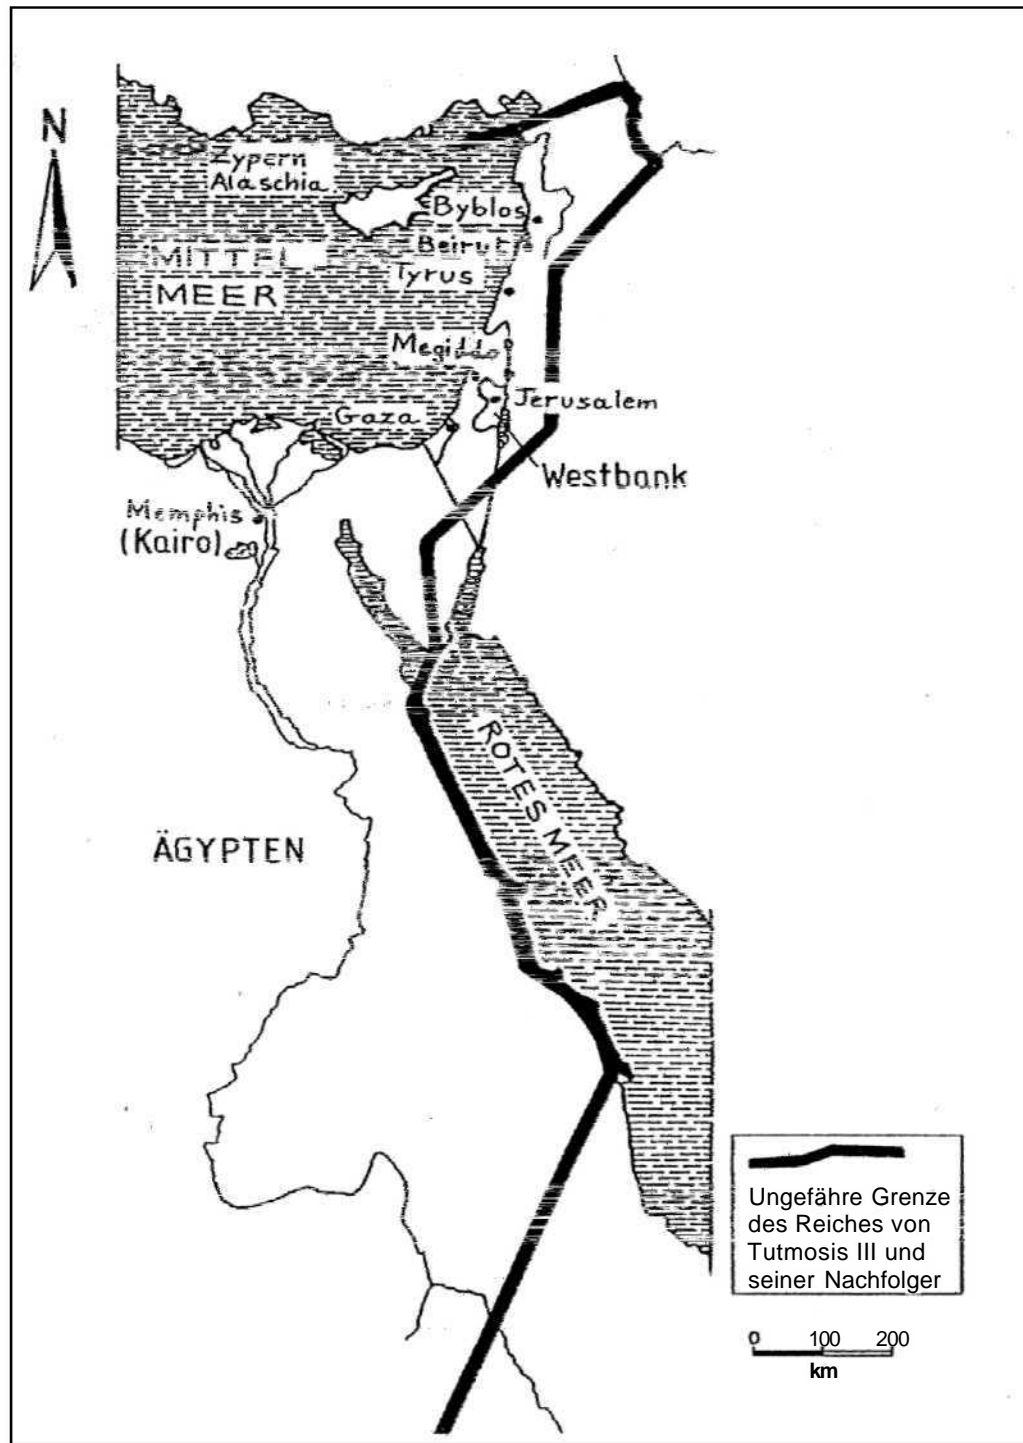 N
Zypern
Alaschia
Byblos
Beirut
MITTEL
MEER
Tyrus
Megiddo
Jerusalem
Gaza
Westbank
Memphis
(Kairo)
ROTES MEER
ÄGYPTEN
Ungefähre Grenze
des Reiches von
Tutmosis III und
seiner Nachfolger
0 100 200
km